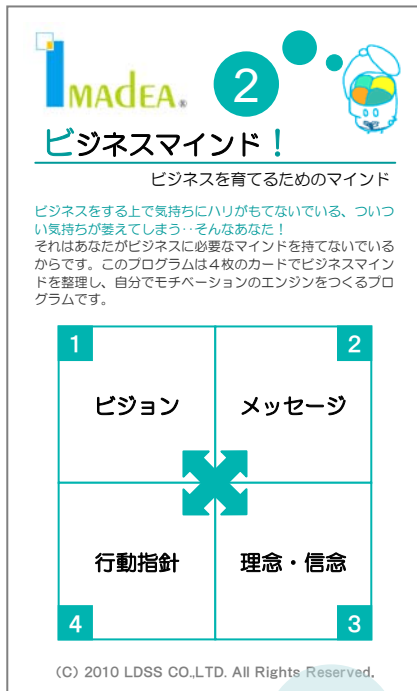 IMADEA®
2
ビジネスマインド！
ビジネスを育てるためのマインド
ビジネスをする上で気持ちにハリがもてないでいる、ついつ
い気持ちが萎えてしまう‥そんなあなた！
それはあなたがビジネスに必要なマインドを持てないでいる
からです。このプログラムは４枚のカードでビジネスマイン
ドを整理し、自分でモチベーションのエンジンをつくるプロ
グラムです。
1
2
ビジョン
メッセージ
行動指針
理念・信念
4
3
(C) 2010 LDSS CO.,LTD. All Rights Reserved.